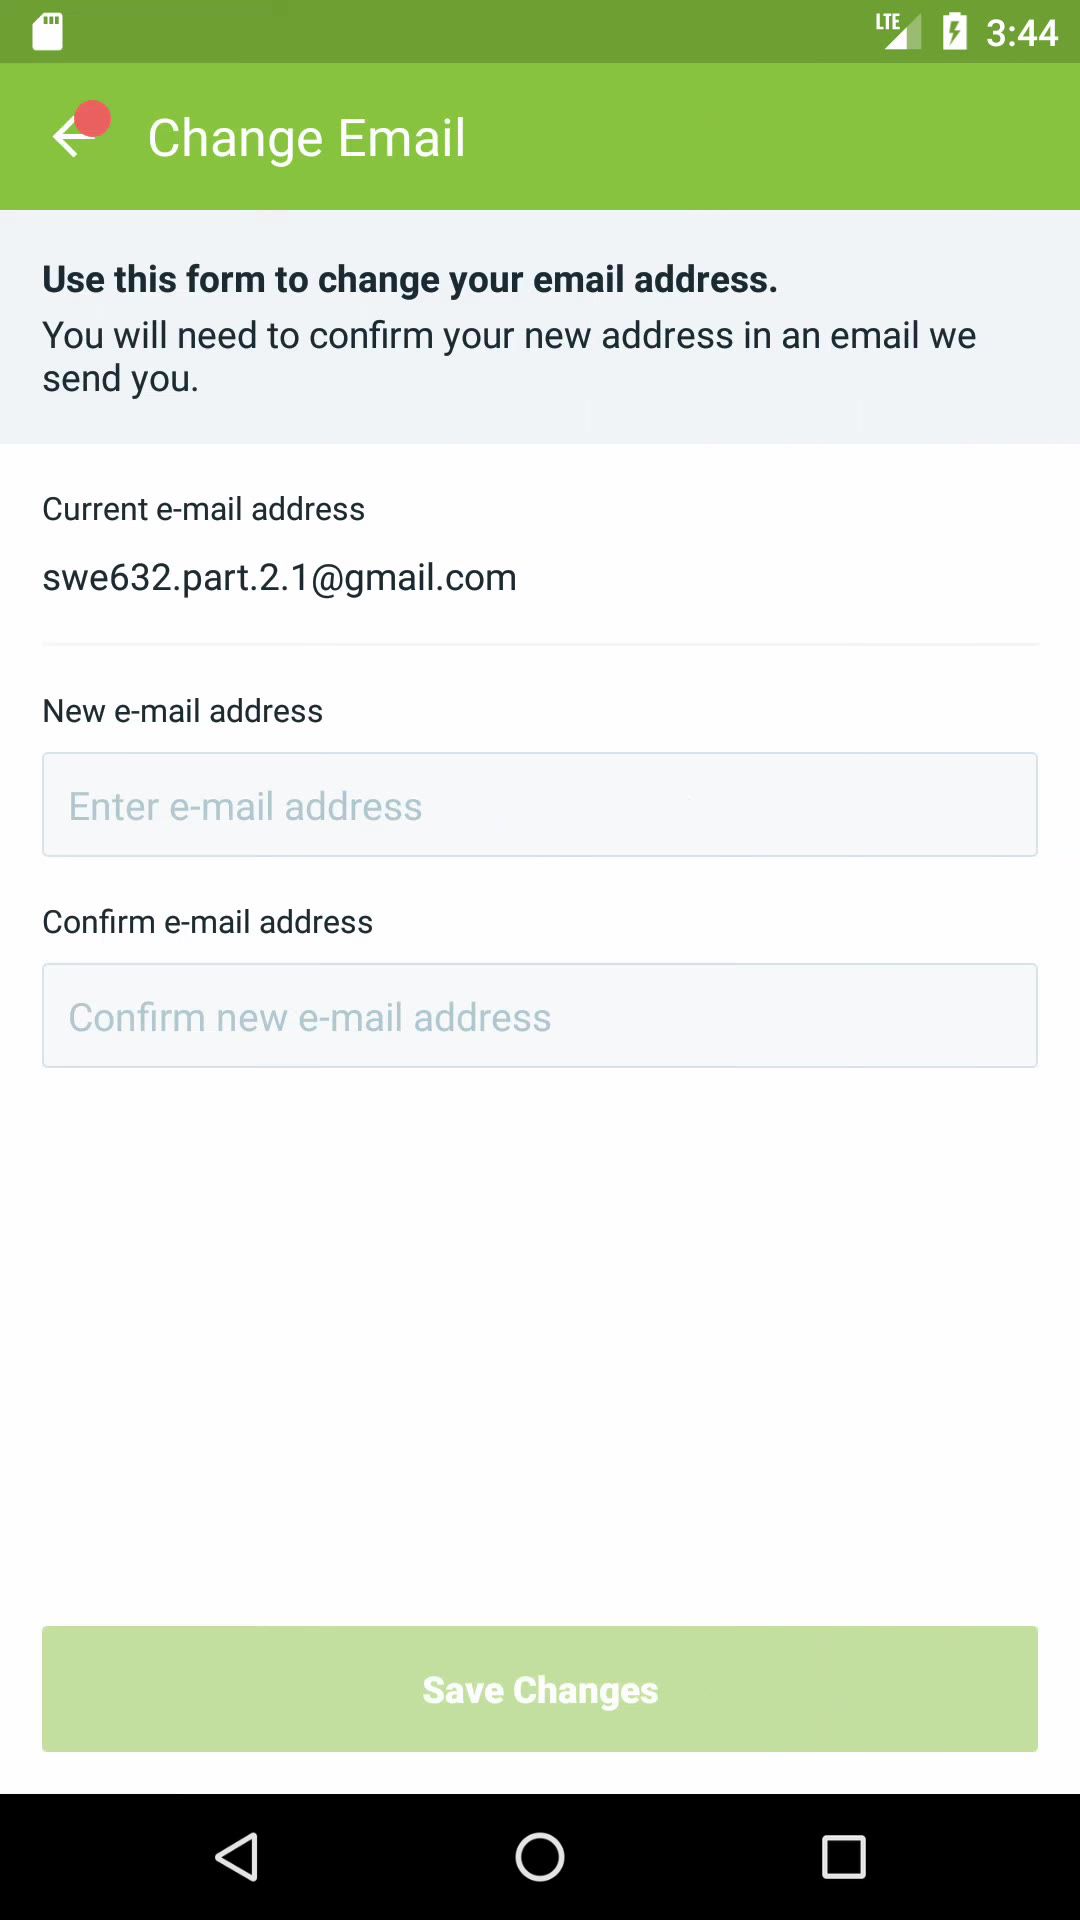 LTE 3:44
Change Email
Use this form to change your email address.
You will need to confirm your new address in an email we
send you.
Current e-mail address
swe632.part.2.1@gmail.com
New e-mail address
Enter e-mail address
Confirm e-mail address
Confirm new e-mail address
Save Changes